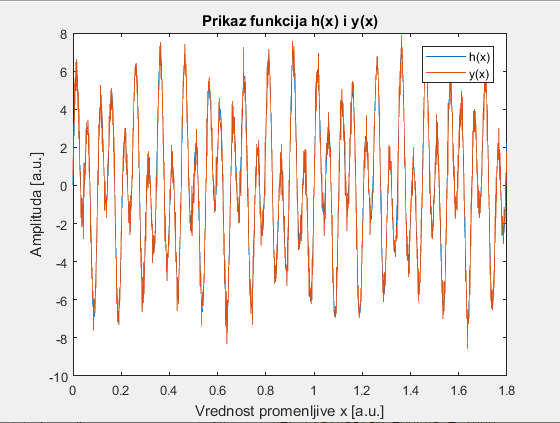 Prikaz funkcija h(x) i y(x)
h(x)
y(x)
Amplituda [a.u.]
8
6
4
2
0
-2
-4
-6
-8
-10
0 0.2 0.4 0.6 0.8 1 1.2 1.4 1.6 1.8
Vrednost promenljive x [a.u.]